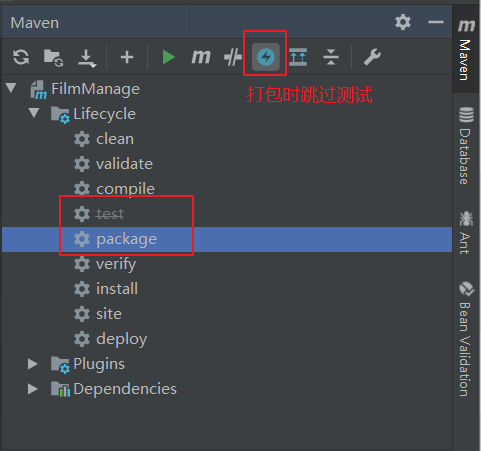 Maven
m
打包时跳过测试
FilmManage
Lifecycle
clean
validate
compile
test
package
verify
install
site
deploy
Plugins
Dependencies
m
Maven
Database
Ant
Bean Validation